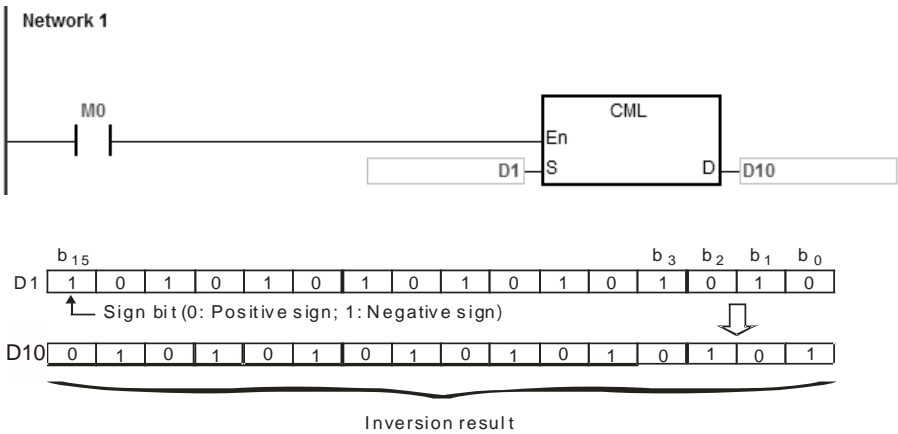 Network 1
M0
CML
En
D1 S D D10
b15 b3 b2 b1 b0
D1 1 0 1 0 1 0 1 0 1 0 1 0 1 0 1 0
Sign bit (0: Positive sign; 1: Negative sign)
D10 0 1 0 1 0 1 0 1 0 1 0 1 0 1 0 1
Inversion result